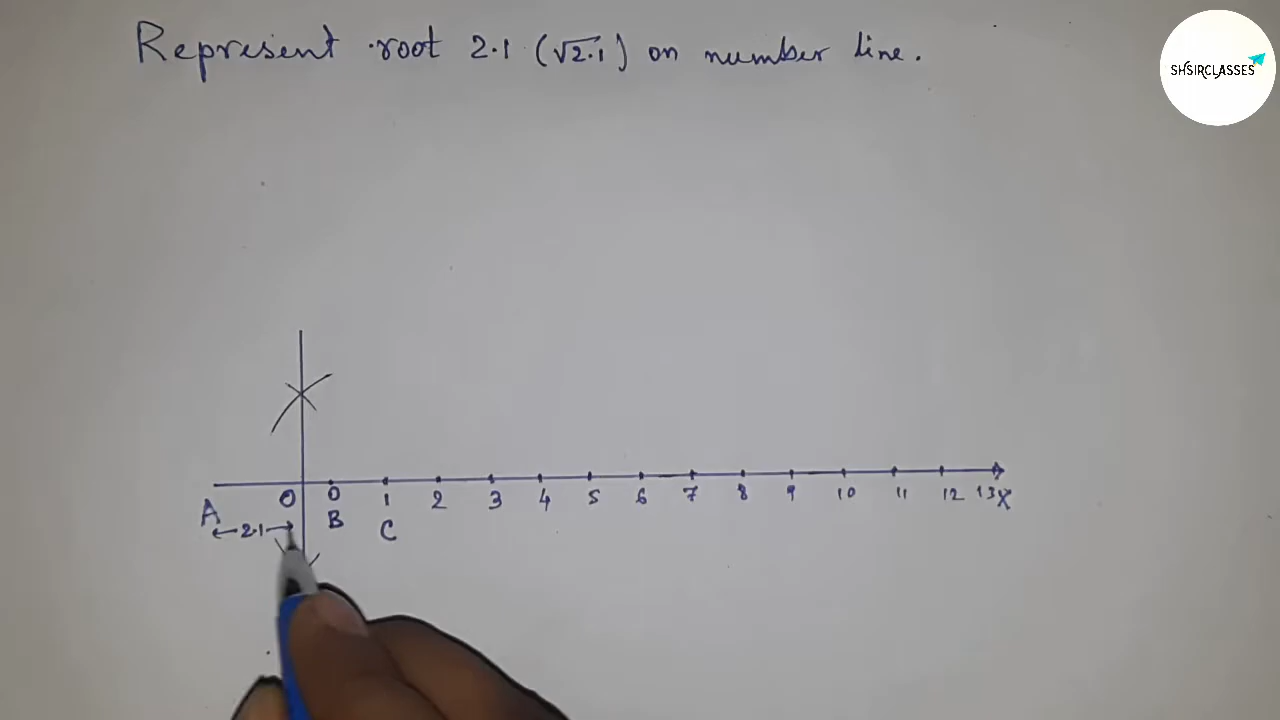 Represent root 2.1 (√2.1) on number line.
SHSIRCLASSES
A O 0 1 2 3 4 5 6 7 8 9 10 11 12 13 X
2.1 B C